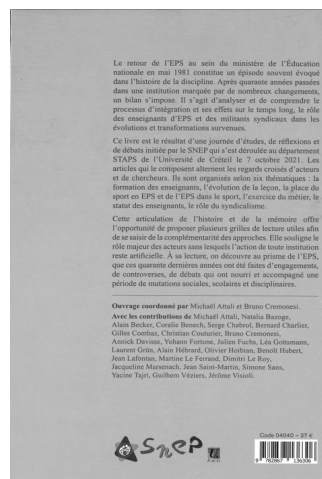 Le retour de l'EPS au sein du ministère de l'Éducation
nationale en mai 1981 constitue un épisode souvent évoqué
dans l'histoire de la discipline. Après quarante années passées
dans une institution marquée par de nombreux changements,
un bilan s'impose. Il s'agit d'analyser et de comprendre le
processus d'intégration et ses effets sur le temps long, le rôle
des enseignants d'EPS et des militants syndicaux dans les
évolutions et transformations survenues.
Ce livre est le résultat d'une journée d'études, de réflexions et
de débats initiée par le SNEP qui s'est déroulée au département
STAPS de l'Université de Créteil le 7 octobre 2021. Les
articles qui le composent alternent les regards croisés d'acteurs
et de chercheurs. Ils sont organisés selon six thématiques : la
formation des enseignants, l'évolution de la leçon, la place du
sport en EPS et de l'EPS dans le sport, l'exercice du métier, le
statut des enseignants, le rôle du syndicalisme.
Cette articulation de l'histoire et de la mémoire offre
l'opportunité de proposer plusieurs grilles de lecture utiles afin
de se saisir de la complémentarité des approches. Elle souligne le
rôle majeur des acteurs sans lesquels l'action de toute institution
reste artificielle. À sa lecture, on découvre au prisme de l'EPS,
que ces quarante dernières années ont été faites d'engagements,
de controverses, de débats qui ont nourri et accompagné une
période de mutations sociales, scolaires et disciplinaires.
Ouvrage coordonné par Michaël Attali et Bruno Cremonesi.
Avec les contributions de Michaël Attali, Natalia Bazoge,
Alain Becker, Coralie Benech, Serge Chabrol, Bernard Charlier,
Gilles Combaz, Christian Couturier, Bruno Cremonesi,
Annick Davisse, Yohann Fortune, Julien Fuchs, Léa Gottsmann,
Laurent Grün, Alain Hébrard, Olivier Hoibian, Benoît Hubert,
Jean Lafontan, Martine Le Ferrand, Dimitri Le Roy,
Jacqueline Marsenach, Jean Saint-Martin, Simone Sans,
Yacine Tajri, Guilhem Véziers, Jérôme Visioli.
SnePP
Code 04040 – 27 €
9 782867 136306